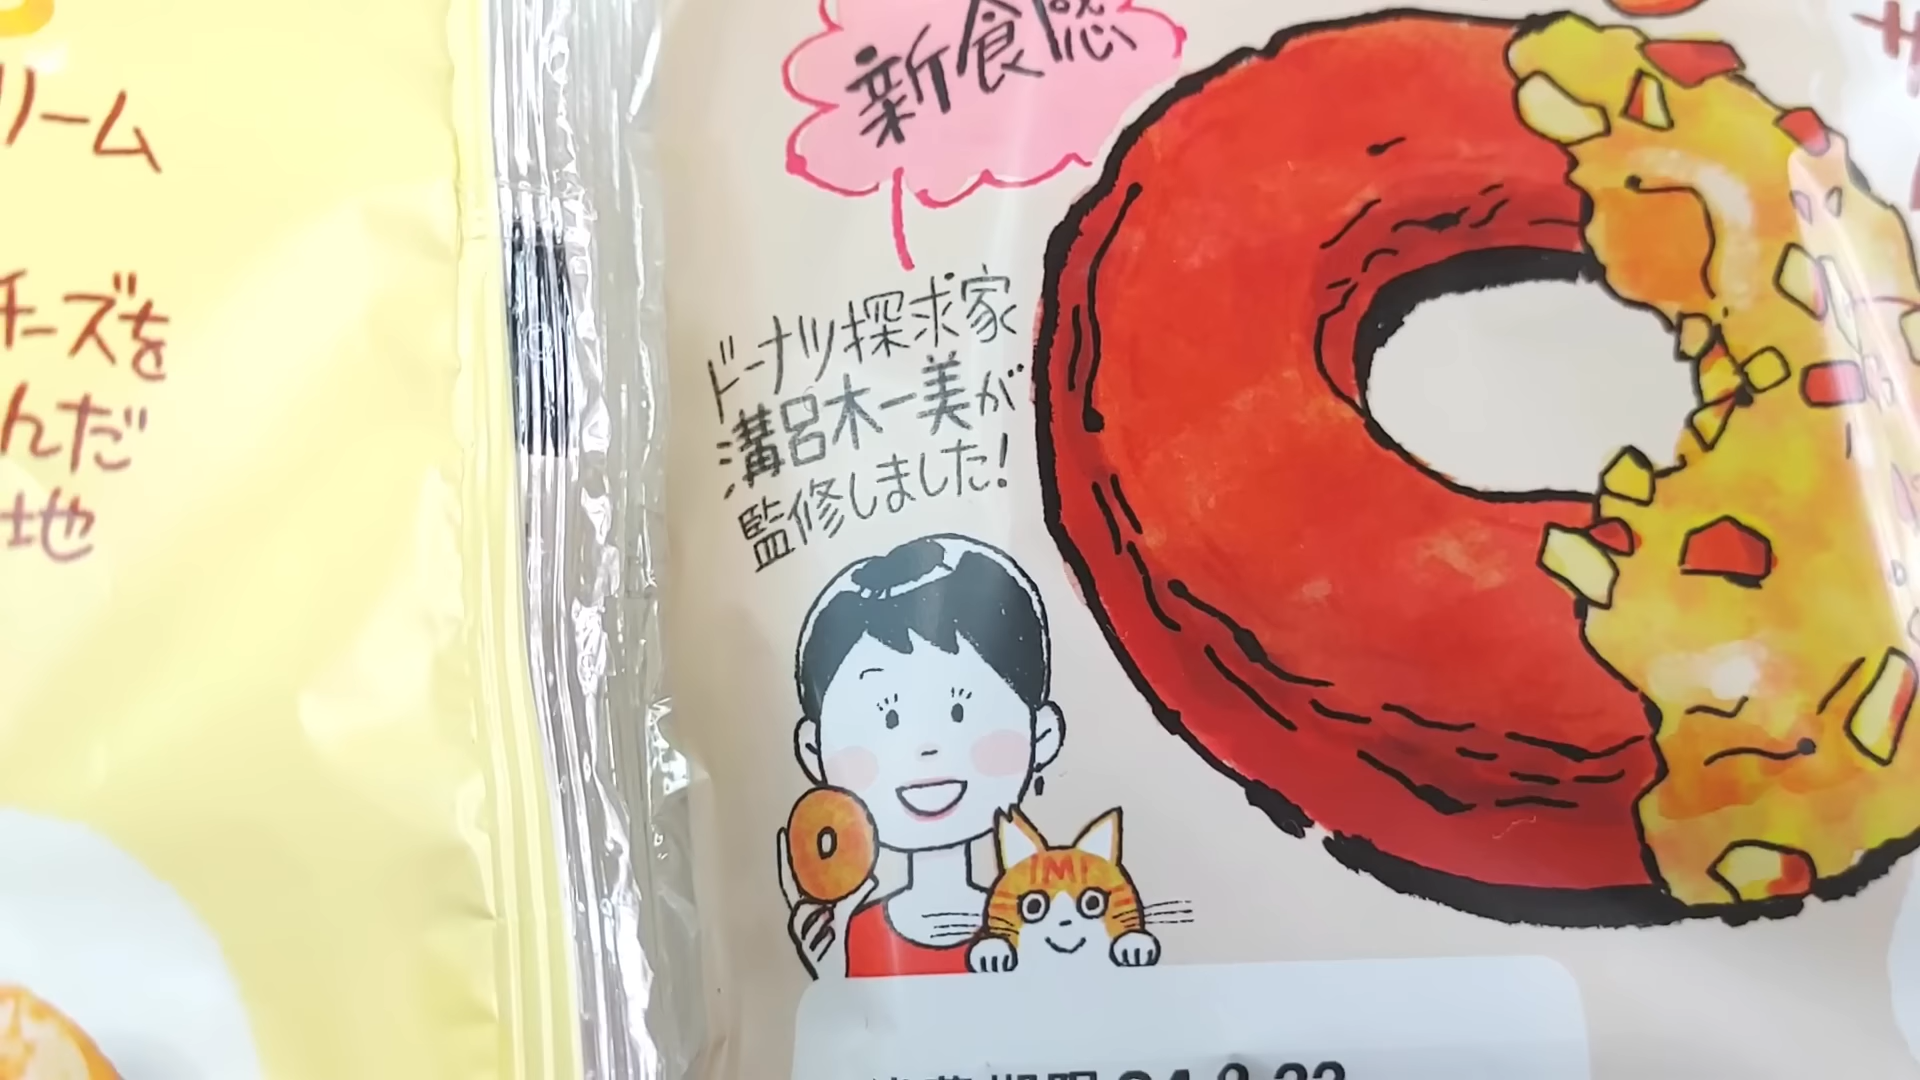 リーム
チーズを
んだ
地
新食感
ドーナツ探求家
溝呂木一美が
監修しました!